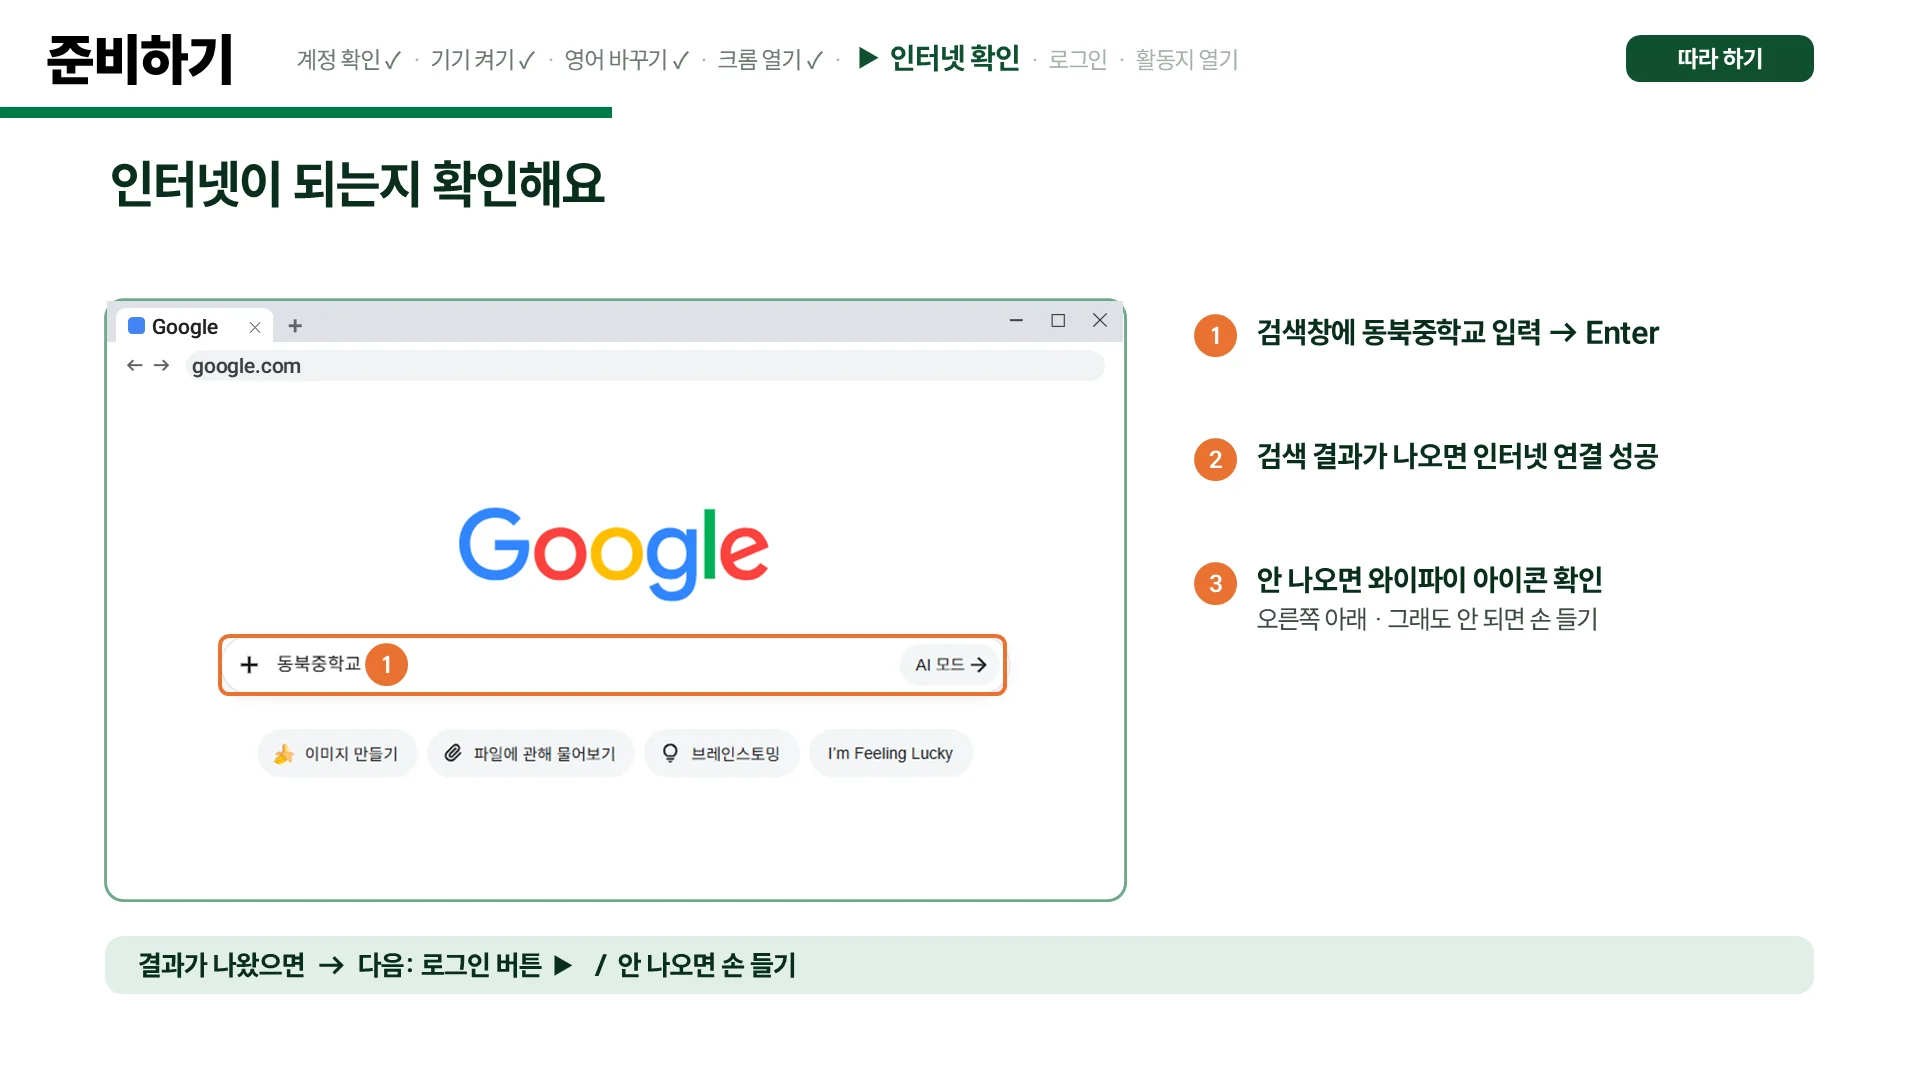 준비하기
계정 확인✓ · 기기 켜기✓ · 영어 바꾸기✓ · 크롬 열기✓ · ▶ 인터넷 확인 · 로그인 · 활동지 열기
따라 하기
인터넷이 되는지 확인해요
Google
google.com
Google
동북중학교 1
AI 모드
이미지 만들기
파일에 관해 물어보기
브레인스토밍
I'm Feeling Lucky
1 검색창에 동북중학교 입력 → Enter
2 검색 결과가 나오면 인터넷 연결 성공
3 안 나오면 와이파이 아이콘 확인
오른쪽 아래 · 그래도 안 되면 손 들기
결과가 나왔으면 → 다음: 로그인 버튼 ▶ / 안 나오면 손 들기